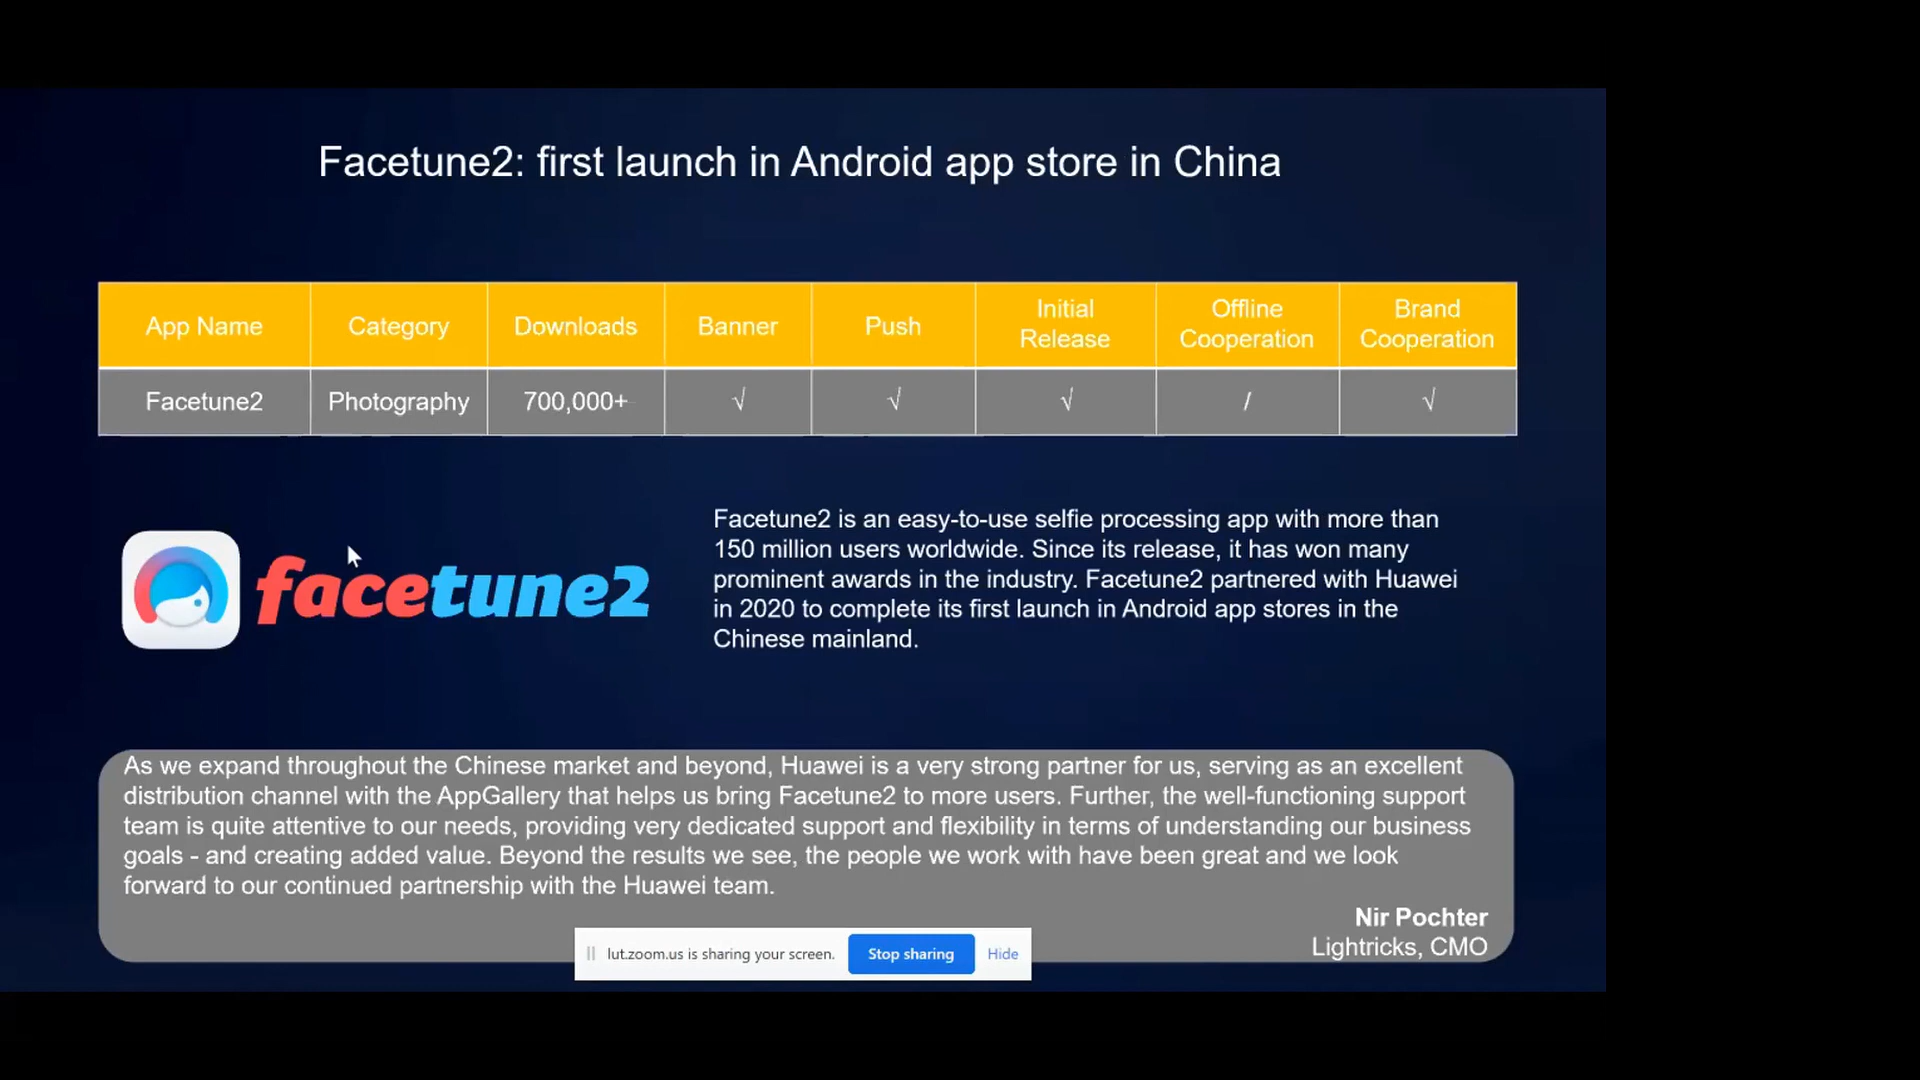 Facetune2: first launch in Android app store in China
App Name Category Downloads Banner Push Initial Release Offline Cooperation Brand Cooperation
Facetune2 Photography 700,000+ √ √ √ / √
facetune2
Facetune2 is an easy-to-use selfie processing app with more than
150 million users worldwide. Since its release, it has won many
prominent awards in the industry. Facetune2 partnered with Huawei
in 2020 to complete its first launch in Android app stores in the
Chinese mainland.
As we expand throughout the Chinese market and beyond, Huawei is a very strong partner for us, serving as an excellent
distribution channel with the AppGallery that helps us bring Facetune2 to more users. Further, the well-functioning support
team is quite attentive to our needs, providing very dedicated support and flexibility in terms of understanding our business
goals - and creating added value. Beyond the results we see, the people we work with have been great and we look
forward to our continued partnership with the Huawei team.
Nir Pochter
Lightricks, CMO
lut.zoom.us is sharing your screen. Stop sharing Hide